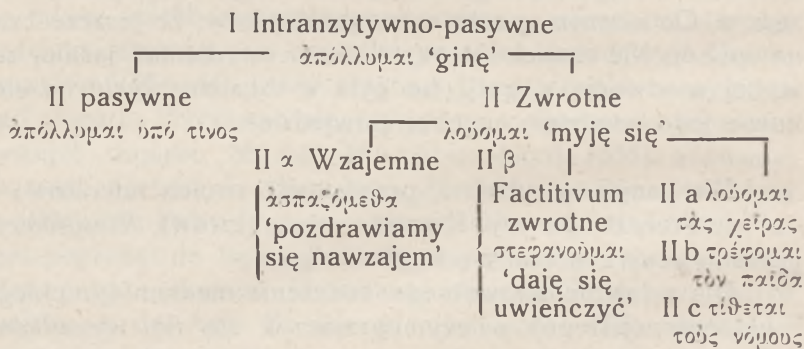 I Intranzytywno-pasywne
ἀπόλλυμαι ‘ginę’
II pasywne
ἀπόλλυμαι ὑπό τινος
II Zwrotne
λούομαι ‘myję się’
II α Wzajemne
ἀσπαζόμεθα
‘pozdrawiamy
się nawzajem’
II β
Factitivum
zwrotne
στεφανοῦμαι
‘daję się
uwieńczyć’
II a λούομαι
τὰς χεῖρας
II b τρέφομαι
τὸν παῖδα
II c τίθεται
τοὺς νόμους